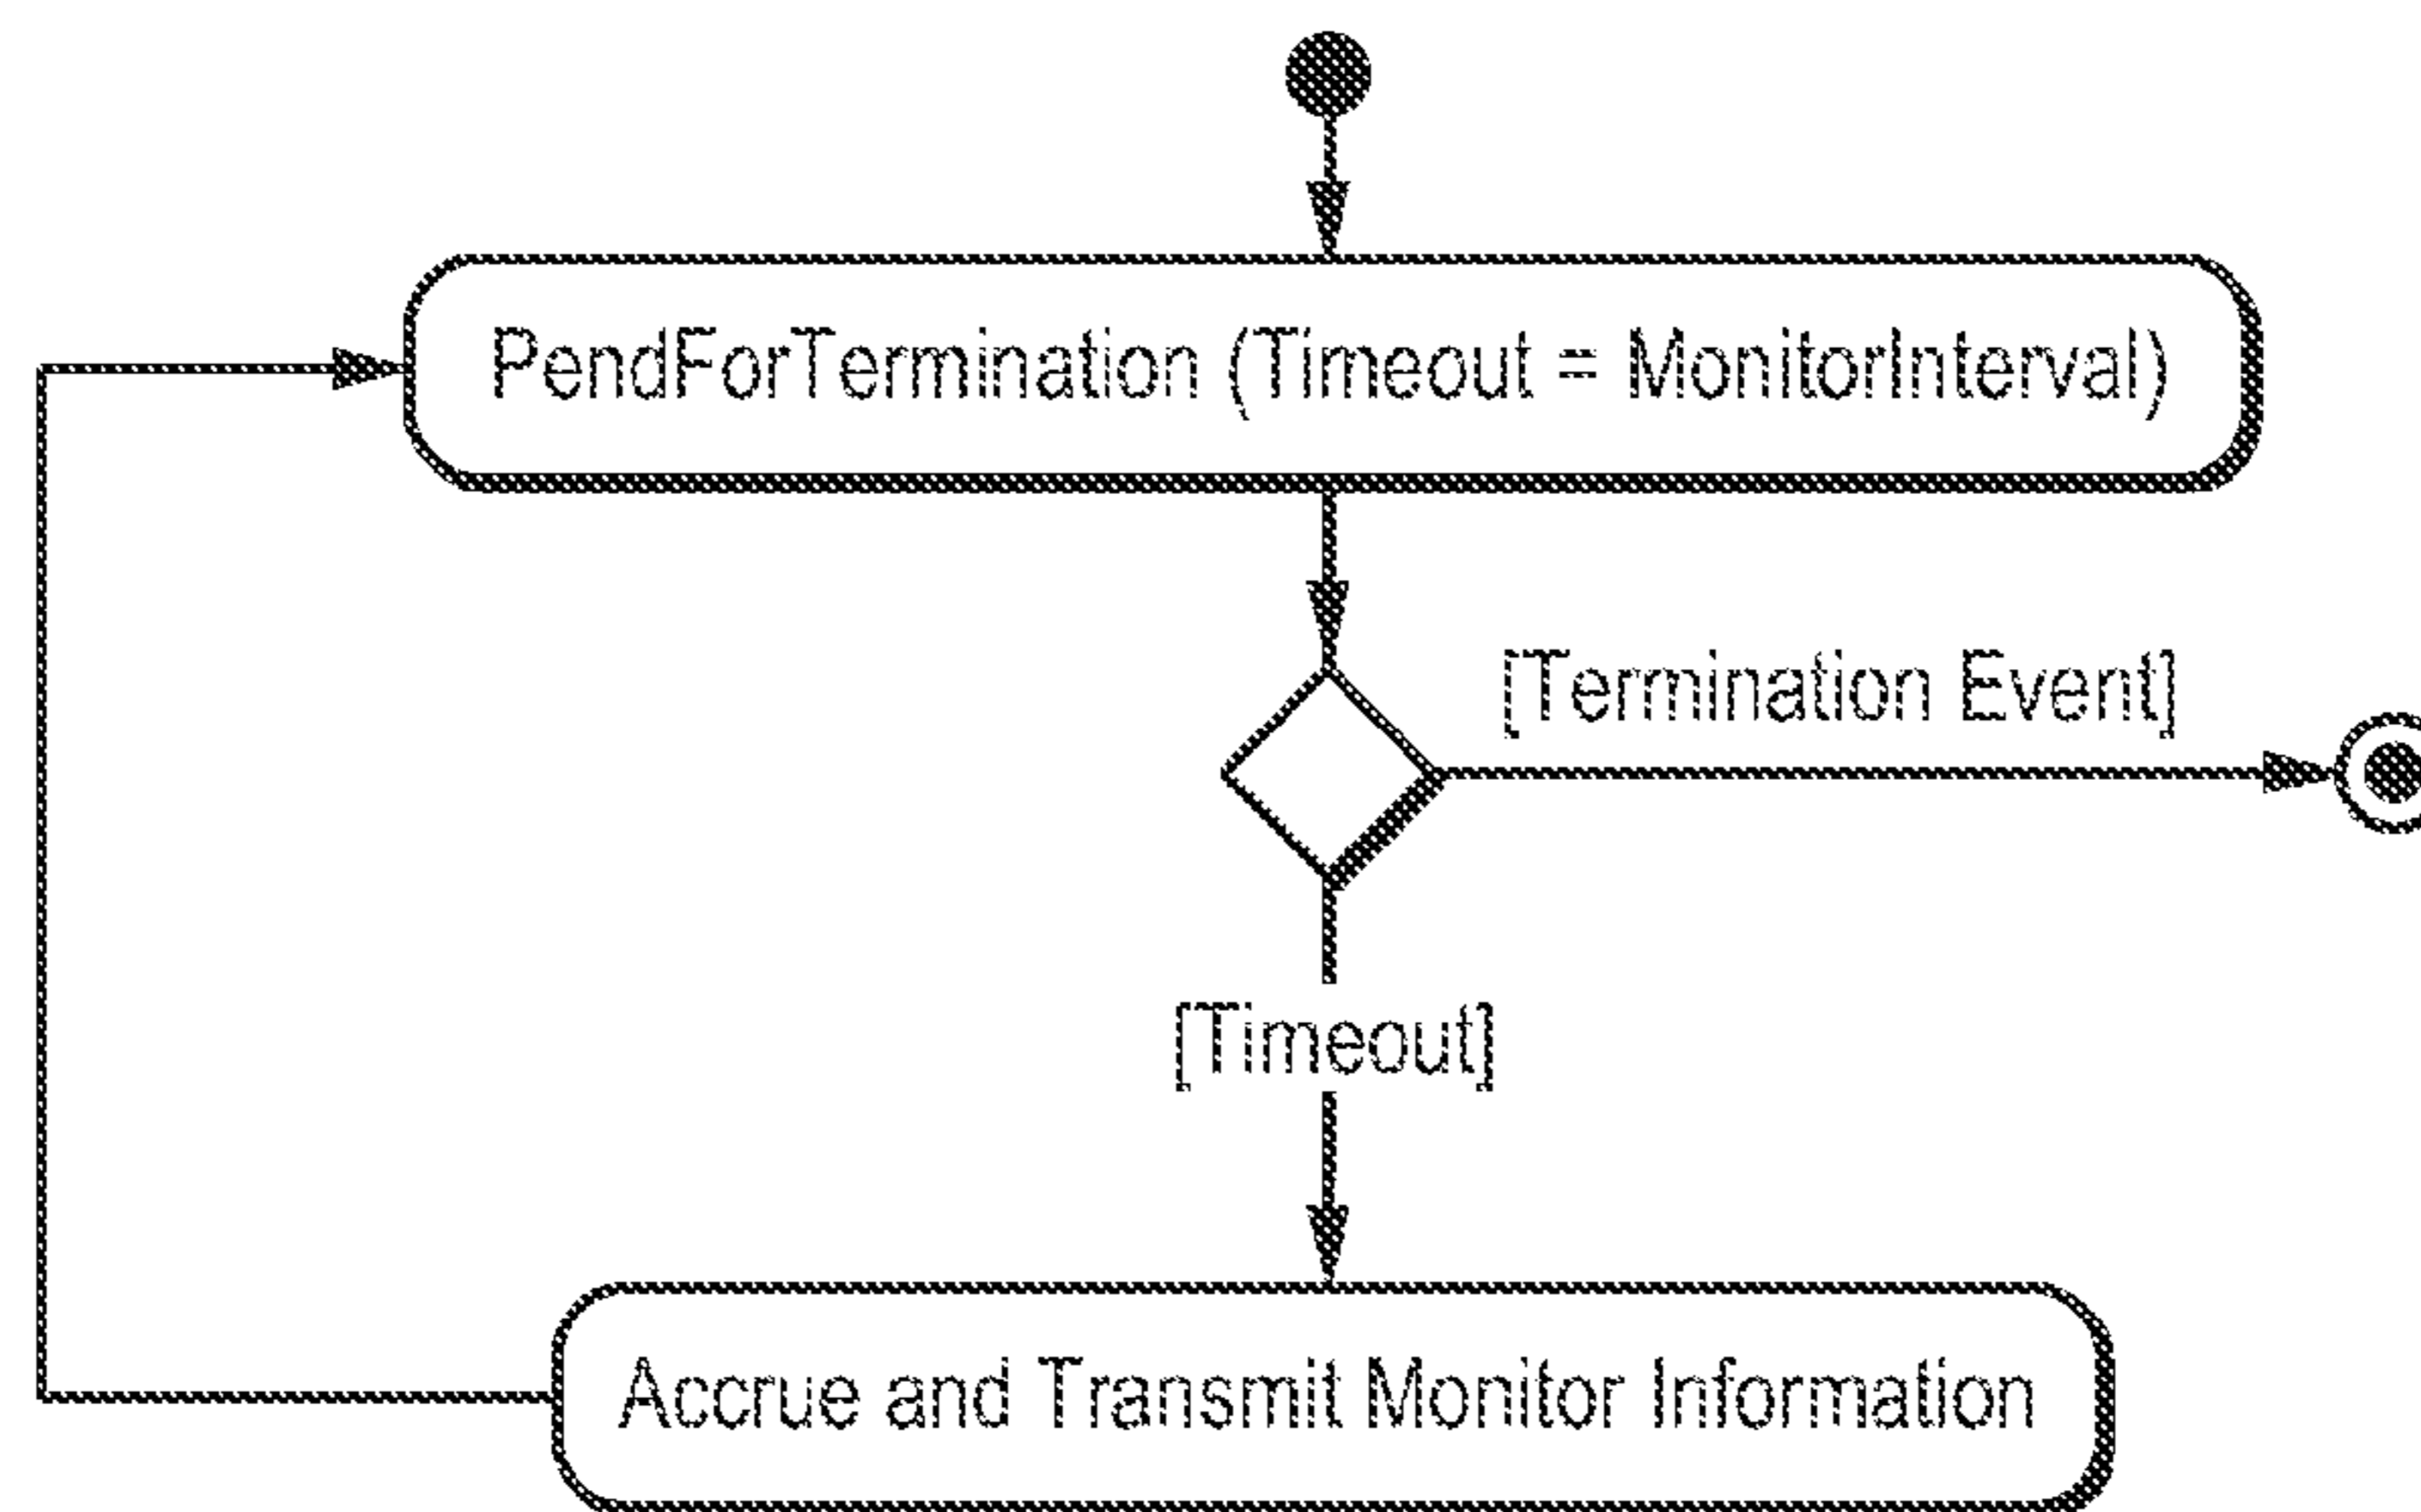 PendForTermination (Timeout = MonitorInterval)
[Termination Event]
[Timeout]
Accrue and Transmit Monitor Information